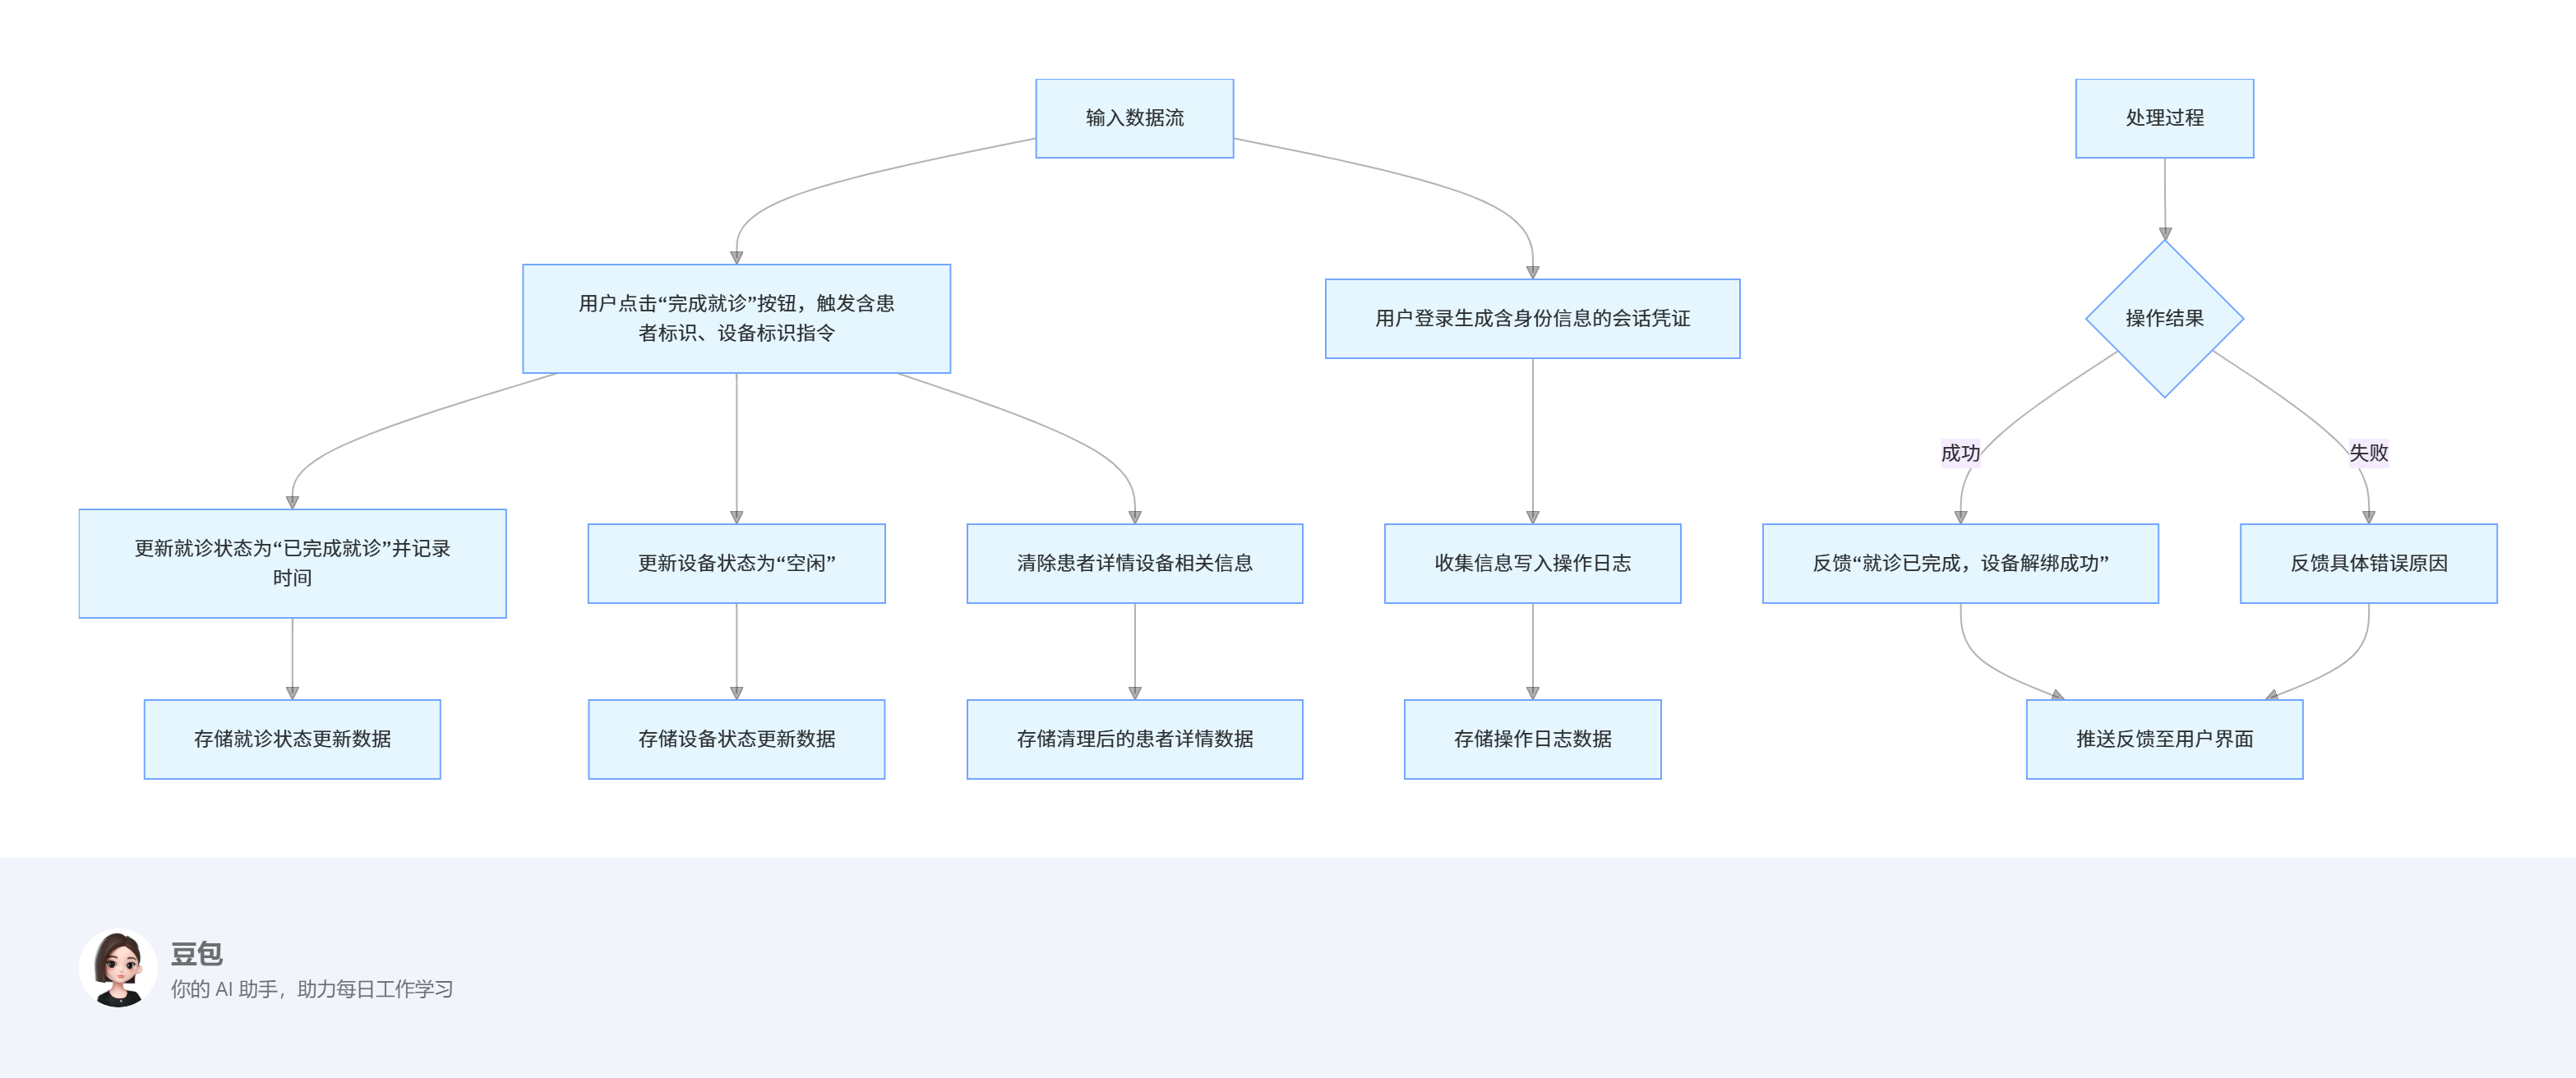 输入数据流
处理过程
用户点击“完成就诊”按钮，触发含患
者标识、设备标识指令
用户登录生成含身份信息的会话凭证
操作结果
成功
失败
更新就诊状态为“已完成就诊”并记录
时间
更新设备状态为“空闲”
清除患者详情设备相关信息
收集信息写入操作日志
反馈“就诊已完成，设备解绑成功”
反馈具体错误原因
存储就诊状态更新数据
存储设备状态更新数据
存储清理后的患者详情数据
存储操作日志数据
推送反馈至用户界面
豆包
你的 AI 助手，助力每日工作学习